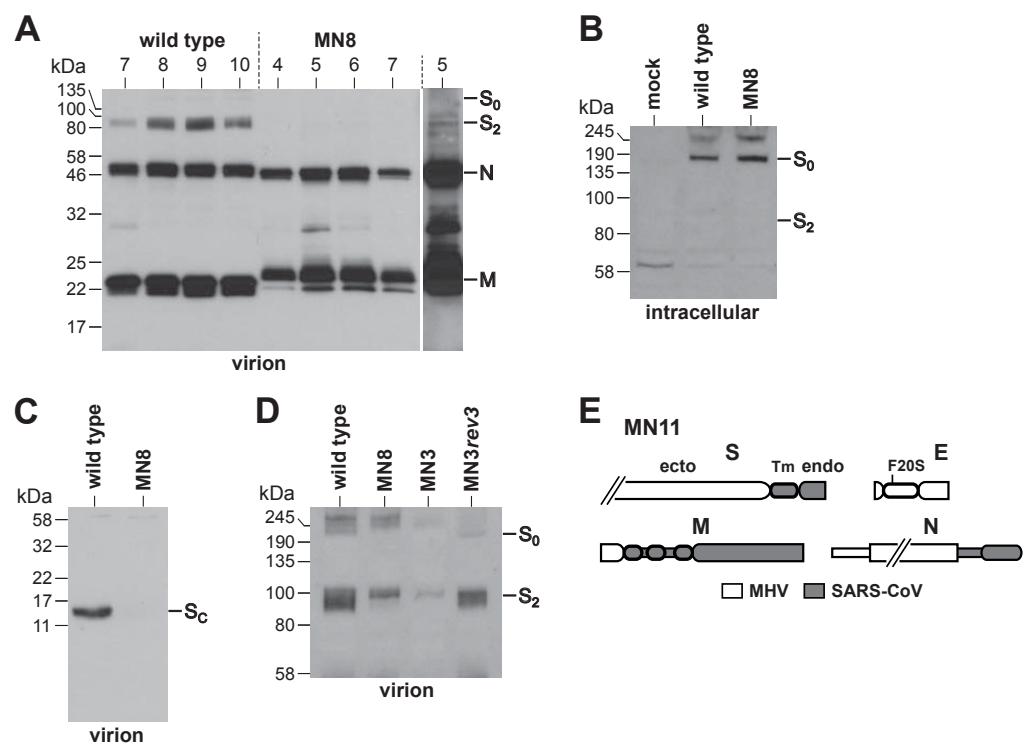 A
wild type MN8
kDa 7 8 9 10 4 5 6 7 5
135
100
80
58
46
32
25
22
17
S0
S2
N
M
virion
B
mock
wild type
MN8
kDa
245
190
135
100
80
58
S0
S2
intracellular
C
wild type
MN8
kDa
58
32
22
17
11
SC
virion
D
wild type
MN8
MN3
MN3rev3
kDa
245
190
135
100
80
58
S0
S2
virion
E
MN11
S E
ecto Tm endo F20S
M N
MHV SARS-CoV